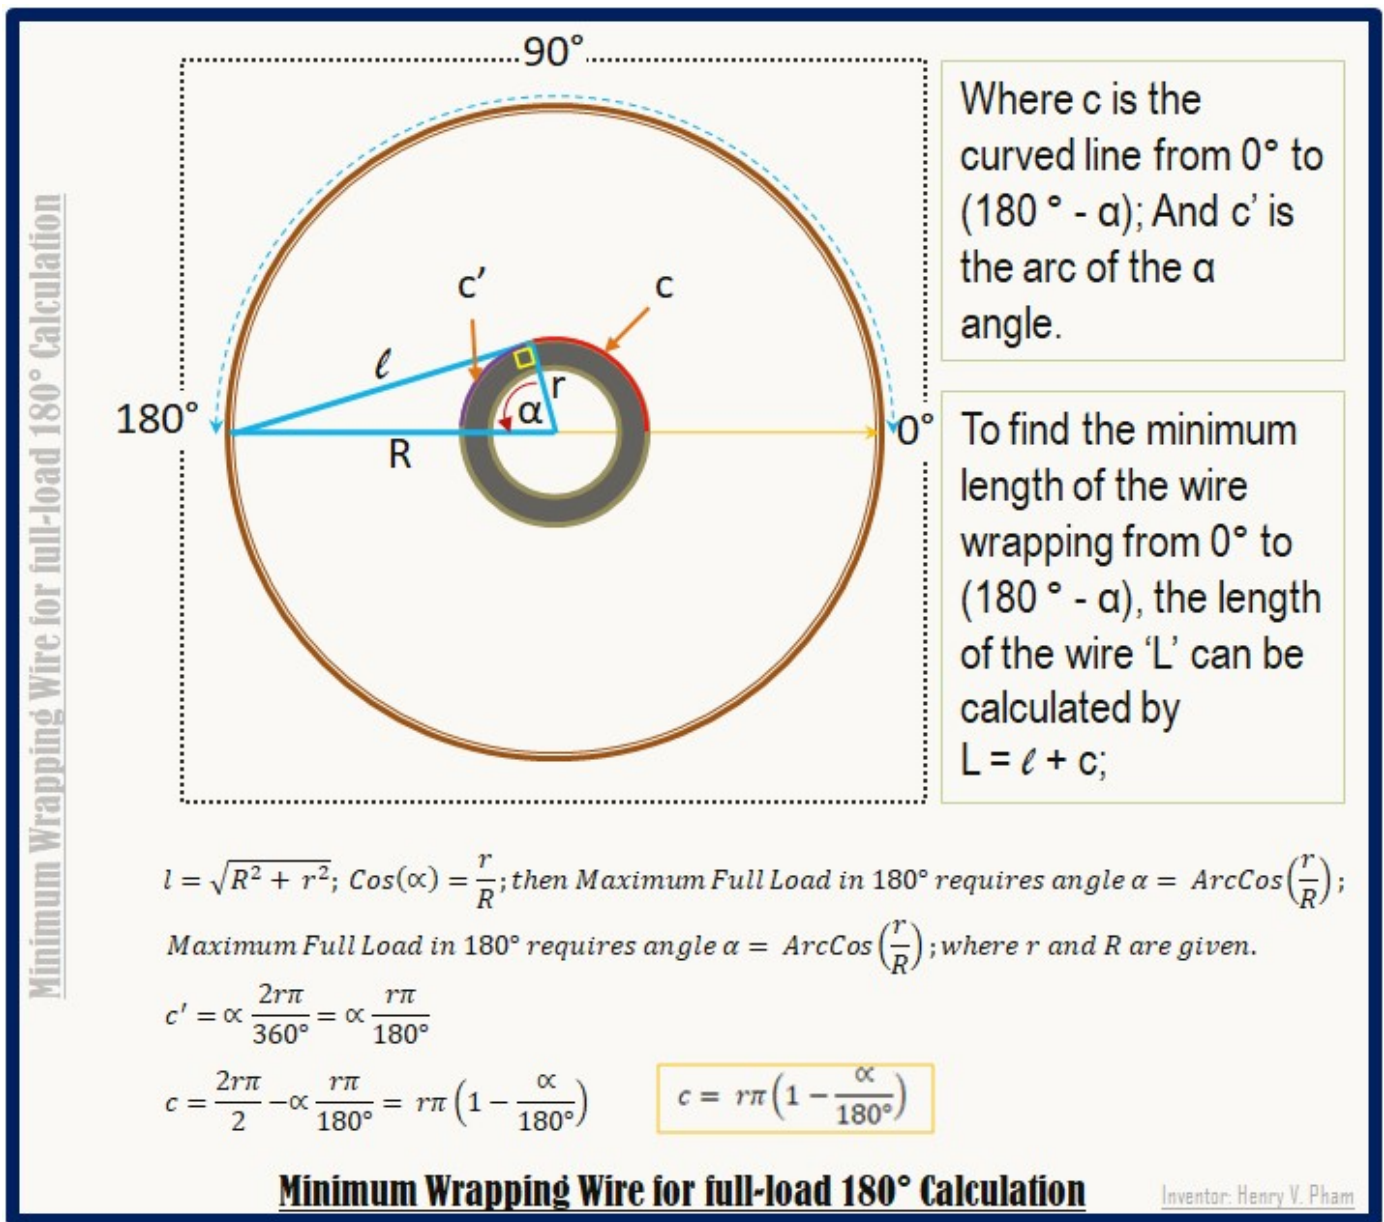 Minimum Wrapping Wire for full-load 180° Calculation
90°
180°
0°
c’
c
ℓ
r
α
R
Where c is the
curved line from 0° to
(180 ° - α); And c’ is
the arc of the α
angle.
To find the minimum
length of the wire
wrapping from 0° to
(180 ° - α), the length
of the wire ‘L’ can be
calculated by
L = ℓ + c;
l = √(R² + r²); Cos(∝) = r/R; then Maximum Full Load in 180° requires angle α = ArcCos(r/R);
Maximum Full Load in 180° requires angle α = ArcCos(r/R); where r and R are given.
c′ = ∝ 2rπ/360° = ∝ rπ/180°
c = 2rπ/2 − ∝ rπ/180° = rπ(1 − ∝/180°)
c = rπ(1 − ∝/180°)
Minimum Wrapping Wire for full-load 180° Calculation
Inventor: Henry V. Pham